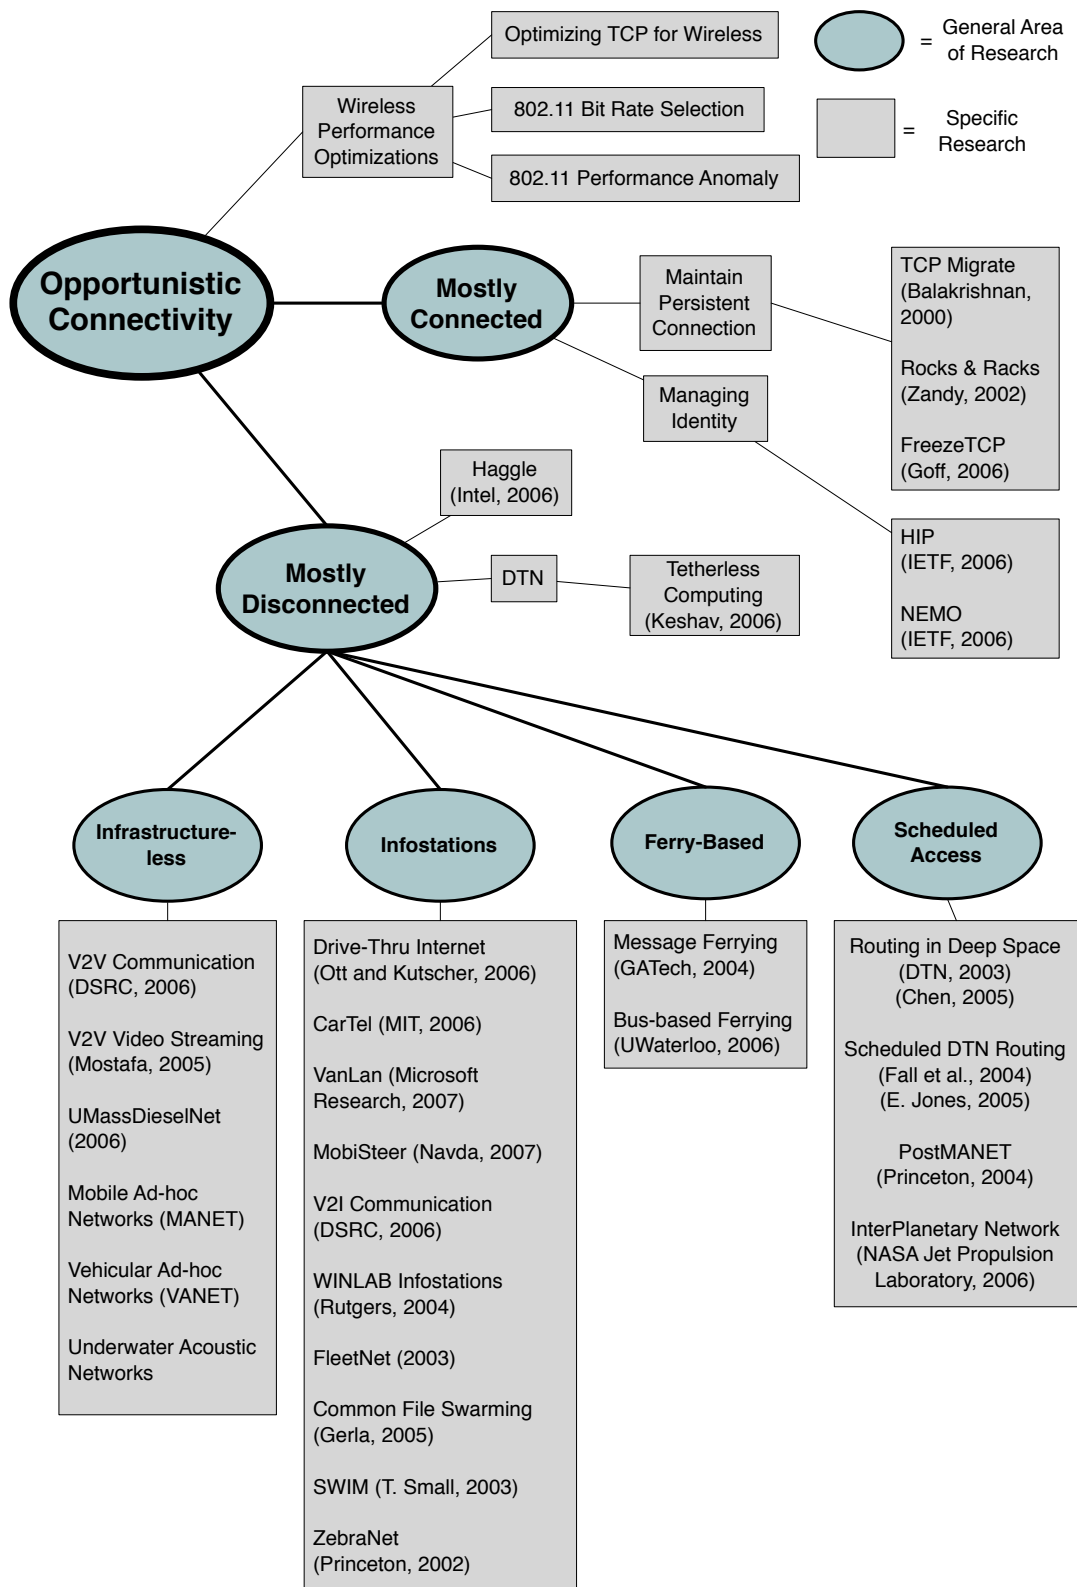 Optimizing TCP for Wireless
=
General Area
of Research
Wireless
Performance
Optimizations
802.11 Bit Rate Selection
=
Specific
Research
802.11 Performance Anomaly
Opportunistic
Connectivity
Mostly
Connected
Maintain
Persistent
Connection
TCP Migrate
(Balakrishnan,
2000)
Rocks & Racks
(Zandy, 2002)
FreezeTCP
(Goff, 2006)
Managing
Identity
Haggle
(Intel, 2006)
HIP
(IETF, 2006)
NEMO
(IETF, 2006)
Mostly
Disconnected
DTN
Tetherless
Computing
(Keshav, 2006)
Infrastructure-
less
Infostations
Ferry-Based
Scheduled
Access
V2V Communication
(DSRC, 2006)
V2V Video Streaming
(Mostafa, 2005)
UMassDieselNet
(2006)
Mobile Ad-hoc
Networks (MANET)
Vehicular Ad-hoc
Networks (VANET)
Underwater Acoustic
Networks
Drive-Thru Internet
(Ott and Kutscher, 2006)
CarTel (MIT, 2006)
VanLan (Microsoft
Research, 2007)
MobiSteer (Navda, 2007)
V2I Communication
(DSRC, 2006)
WINLAB Infostations
(Rutgers, 2004)
FleetNet (2003)
Common File Swarming
(Gerla, 2005)
SWIM (T. Small, 2003)
ZebraNet
(Princeton, 2002)
Message Ferrying
(GATech, 2004)
Bus-based Ferrying
(UWaterloo, 2006)
Routing in Deep Space
(DTN, 2003)
(Chen, 2005)
Scheduled DTN Routing
(Fall et al., 2004)
(E. Jones, 2005)
PostMANET
(Princeton, 2004)
InterPlanetary Network
(NASA Jet Propulsion
Laboratory, 2006)